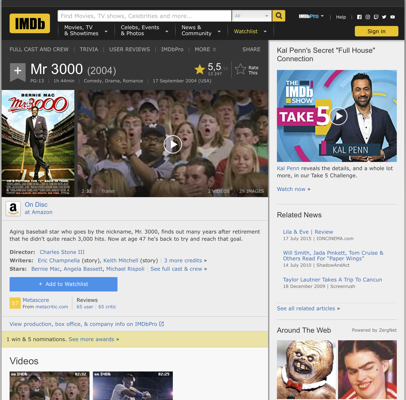 IMDb
Find Movies, TV shows, Celebrities and more...
All
IMDbPro
Help
Movies, TV
& Showtimes
Celebs, Events
& Photos
News &
Community
Watchlist
Sign in
FULL CAST AND CREW | TRIVIA | USER REVIEWS | IMDbPro | MORE
SHARE
Mr 3000 (2004)
PG-13 | 1h 44min | Comedy, Drama, Romance | 17 September 2004 (USA)
5,5
Rate
This
BERNIE MAC
Mr. 3000
Trailer
2 VIDEOS
25 IMAGES
a
On Disc
at Amazon
Aging baseball star who goes by the nickname, Mr. 3000, finds out many years after retirement
that he didn't quite reach 3,000 hits. Now at age 47 he's back to try and reach that goal.
Director: Charles Stone III
Writers: Eric Champnella (story), Keith Mitchell (story) | 3 more credits »
Stars: Bernie Mac, Angela Bassett, Michael Rispoli | See full cast & crew »
+ Add to Watchlist
57
Metascore
From metacritic.com
Reviews
65 user | 65 critic
View production, box office, & company info on IMDbPro
1 win & 5 nominations. See more awards »
Videos
02:32
Kal Penn's Secret "Full House"
Connection
THE
IMDb
SHOW
TAKE 5
KAL PENN
Kal Penn reveals the details, and a whole lot
more, in our Take 5 Challenge.
Watch now »
Related News
Lila & Eve | Review
17 July 2015 | IONCINEMA.com
Will Smith, Jada Pinkett, Tom Cruise &
Others Read For "Paper Wings"
14 July 2010 | ShadowAndAct
Taylor Lautner Takes A Trip To Cancun
18 December 2009 | Screenrush
See all related articles »
Around The Web
Powered by ZergNet